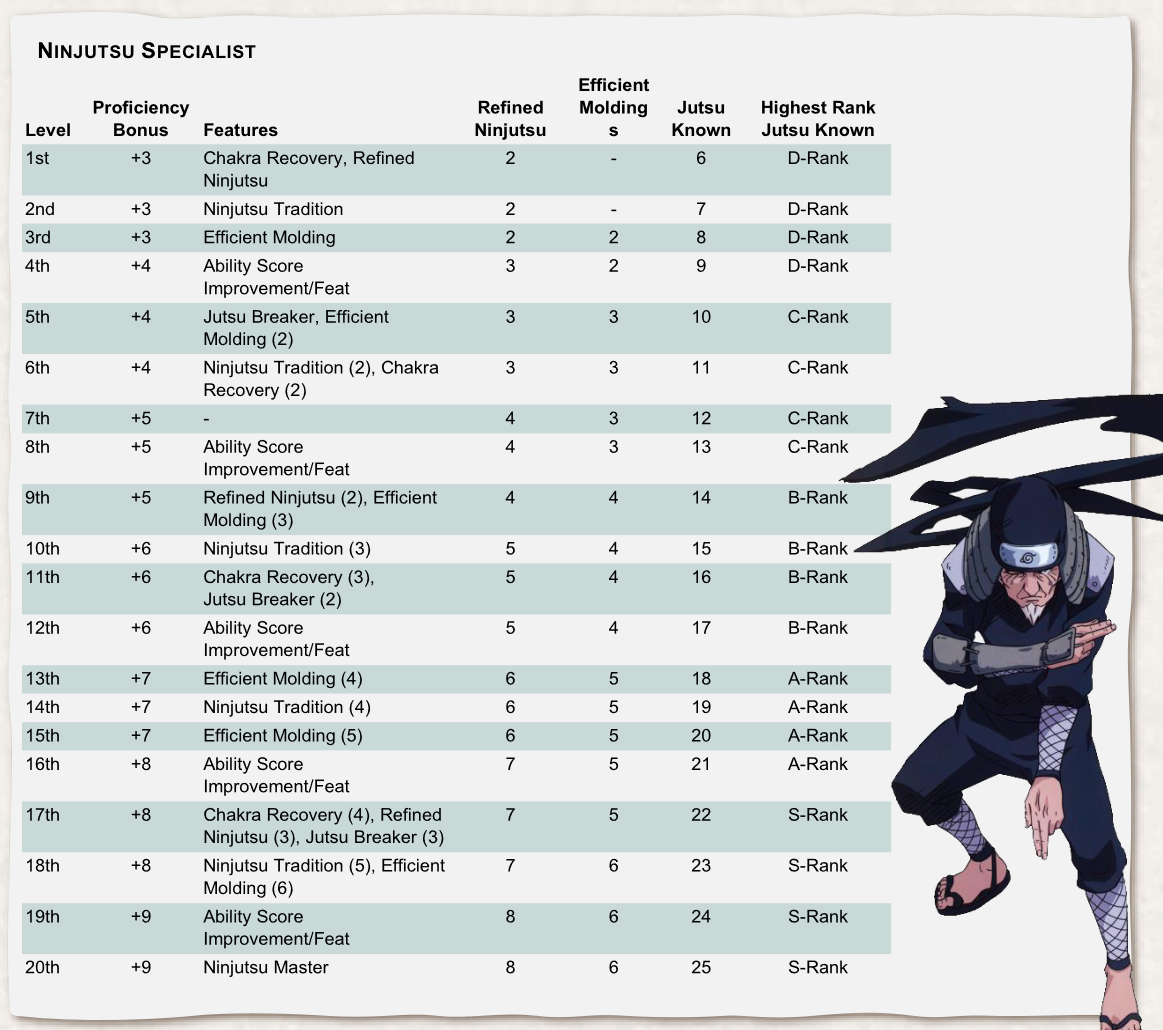 NINJUTSU SPECIALIST
Efficient
Proficiency Refined Molding Jutsu Highest Rank
Level Bonus Features Ninjutsu s Known Jutsu Known
1st +3 Chakra Recovery, Refined 2 - 6 D-Rank
Ninjutsu
2nd +3 Ninjutsu Tradition 2 - 7 D-Rank
3rd +3 Efficient Molding 2 2 8 D-Rank
4th +4 Ability Score 3 2 9 D-Rank
Improvement/Feat
5th +4 Jutsu Breaker, Efficient 3 3 10 C-Rank
Molding (2)
6th +4 Ninjutsu Tradition (2), Chakra 3 3 11 C-Rank
Recovery (2)
7th +5 - 4 3 12 C-Rank
8th +5 Ability Score 4 3 13 C-Rank
Improvement/Feat
9th +5 Refined Ninjutsu (2), Efficient 4 4 14 B-Rank
Molding (3)
10th +6 Ninjutsu Tradition (3) 5 4 15 B-Rank
11th +6 Chakra Recovery (3), 5 4 16 B-Rank
Jutsu Breaker (2)
12th +6 Ability Score 5 4 17 B-Rank
Improvement/Feat
13th +7 Efficient Molding (4) 6 5 18 A-Rank
14th +7 Ninjutsu Tradition (4) 6 5 19 A-Rank
15th +7 Efficient Molding (5) 6 5 20 A-Rank
16th +8 Ability Score 7 5 21 A-Rank
Improvement/Feat
17th +8 Chakra Recovery (4), Refined 7 5 22 S-Rank
Ninjutsu (3), Jutsu Breaker (3)
18th +8 Ninjutsu Tradition (5), Efficient 7 6 23 S-Rank
Molding (6)
19th +9 Ability Score 8 6 24 S-Rank
Improvement/Feat
20th +9 Ninjutsu Master 8 6 25 S-Rank